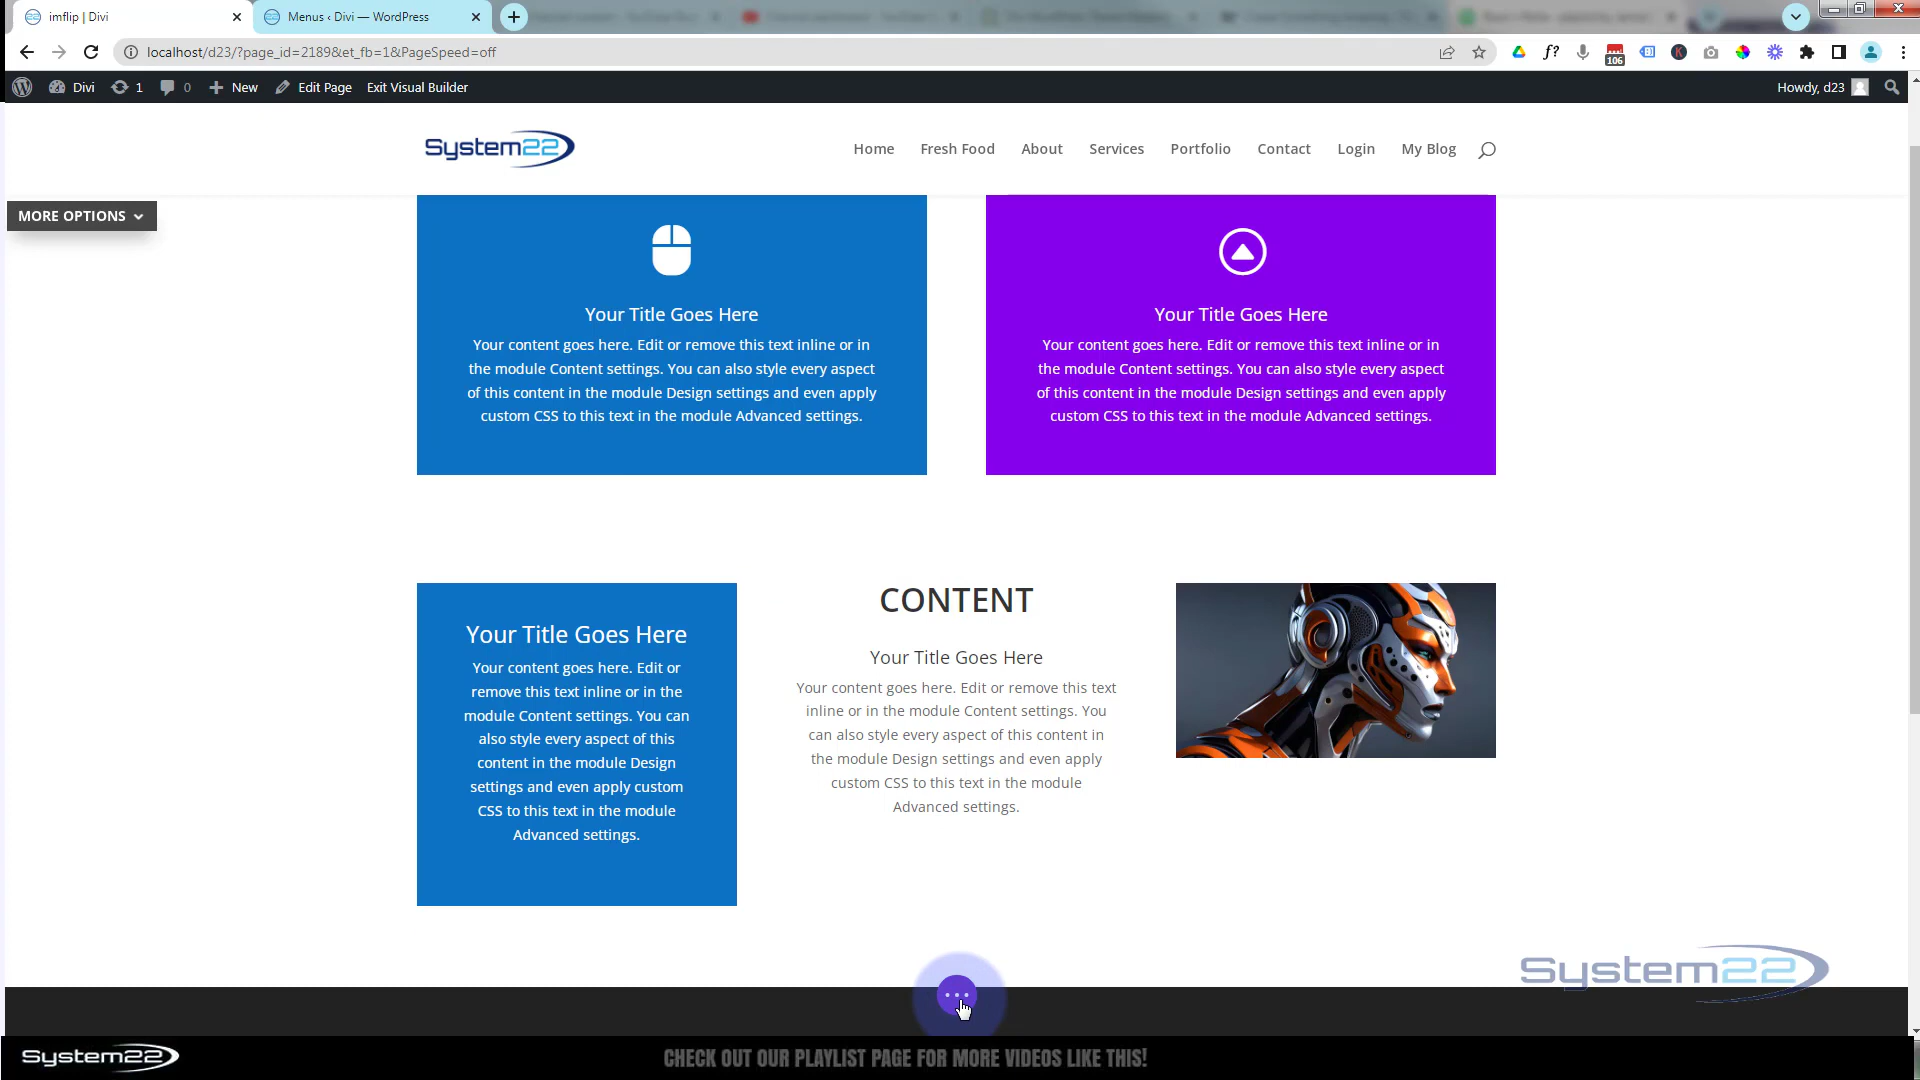 imflip | Divi
Menus ‹ Divi — WordPress
localhost/d23/?page_id=2189&et_fb=1&PageSpeed=off
f?
106
K
Divi
1
0
New
Edit Page
Exit Visual Builder
Howdy, d23
System22
Home
Fresh Food
About
Services
Portfolio
Contact
Login
My Blog
MORE OPTIONS
Your Title Goes Here
Your content goes here. Edit or remove this text inline or in
the module Content settings. You can also style every aspect
of this content in the module Design settings and even apply
custom CSS to this text in the module Advanced settings.
Your Title Goes Here
Your content goes here. Edit or remove this text inline or in
the module Content settings. You can also style every aspect
of this content in the module Design settings and even apply
custom CSS to this text in the module Advanced settings.
Your Title Goes Here
Your content goes here. Edit or
remove this text inline or in the
module Content settings. You can
also style every aspect of this
content in the module Design
settings and even apply custom
CSS to this text in the module
Advanced settings.
CONTENT
Your Title Goes Here
Your content goes here. Edit or remove this text
inline or in the module Content settings. You
can also style every aspect of this content in
the module Design settings and even apply
custom CSS to this text in the module
Advanced settings.
System22
System22
CHECK OUT OUR PLAYLIST PAGE FOR MORE VIDEOS LIKE THIS!